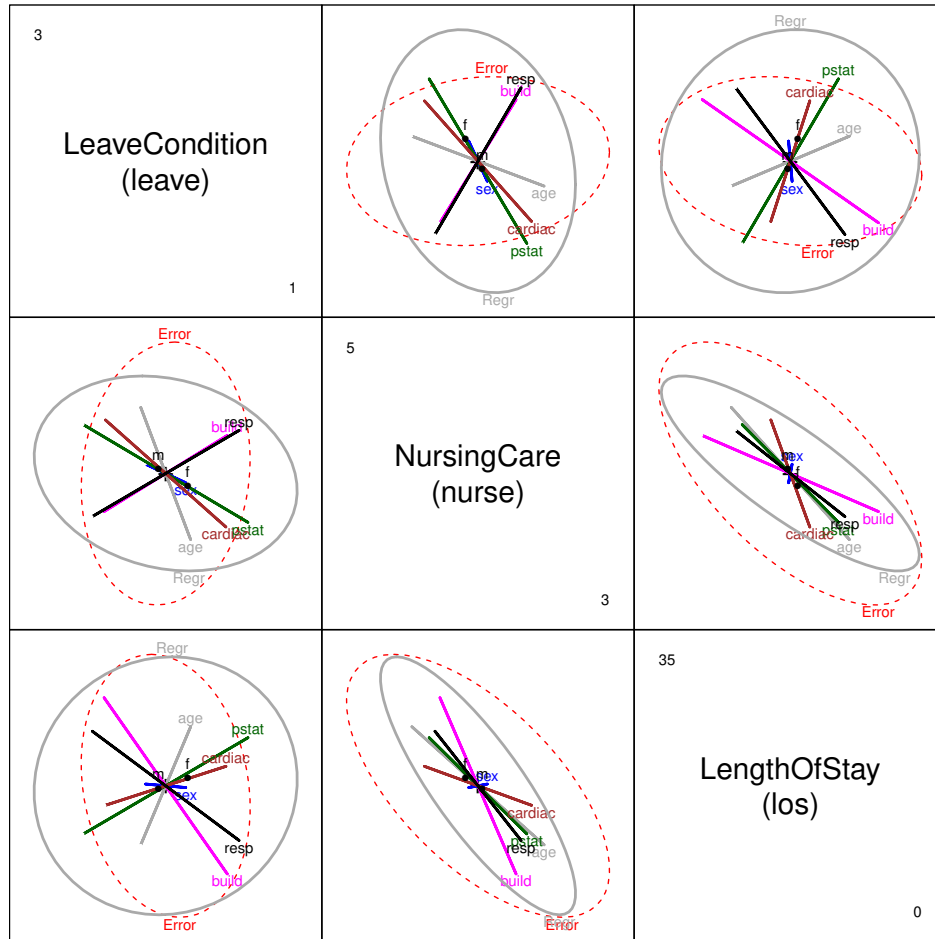 3
LeaveCondition
(leave)
1
Error
resp
build
f
m
sex
age
cardiac
pstat
Regr
Regr
pstat
cardiac
f
age
m
sex
resp
build
Error
Error
resp
build
m
f
sex
cardiac
pstat
age
Regr
5
NursingCare
(nurse)
3
sex
m
f
resp
build
pstat
cardiac
age
Regr
Error
Regr
age
pstat
f
cardiac
m
sex
resp
build
Error
f
m
sex
cardiac
pstat
resp
age
build
Error
Regr
35
LengthOfStay
(los)
0